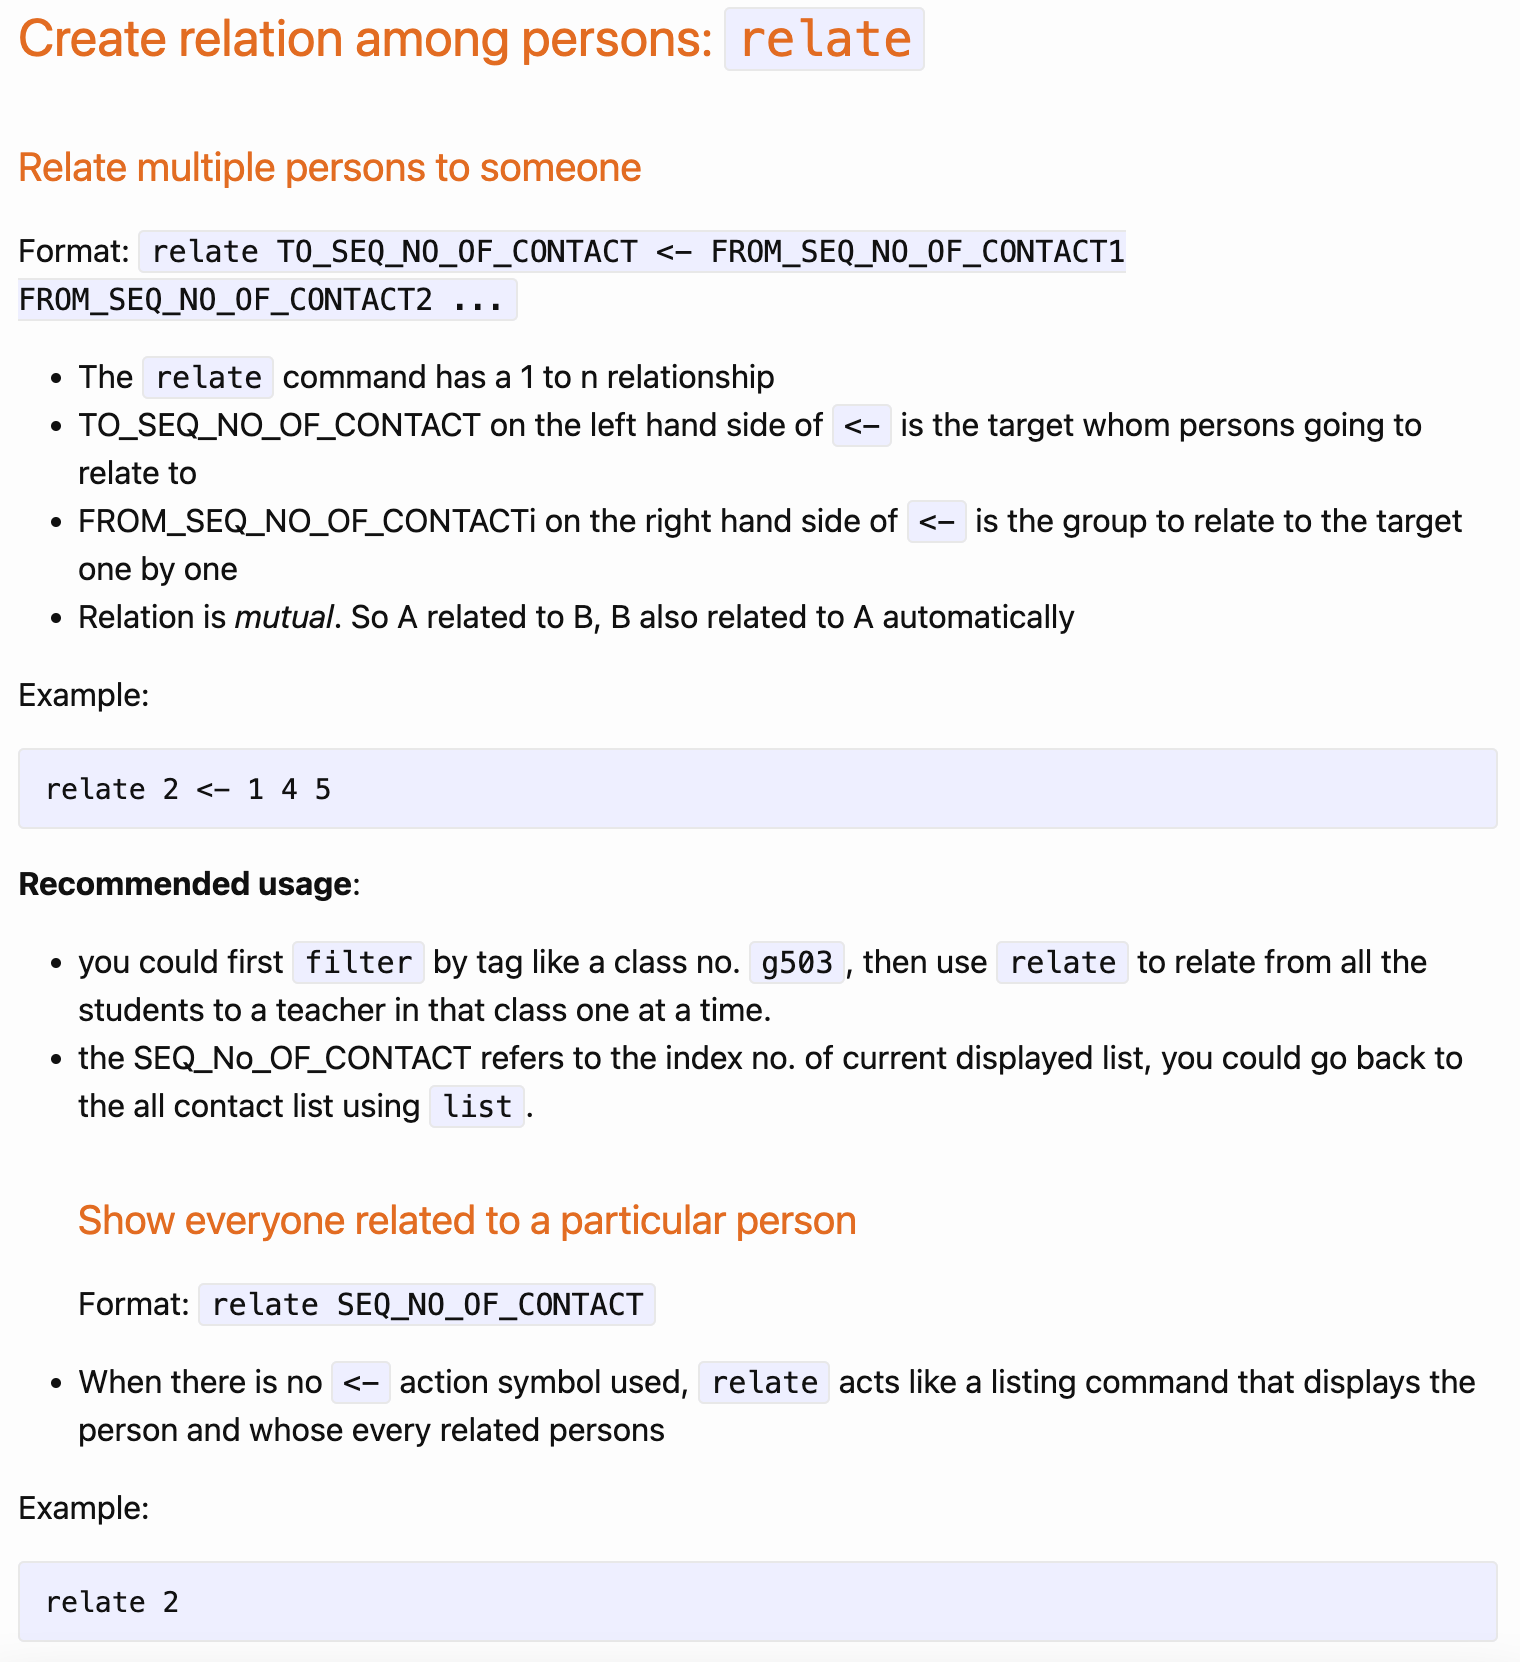 Create relation among persons: relate
Relate multiple persons to someone
Format: relate TO_SEQ_NO_OF_CONTACT <- FROM_SEQ_NO_OF_CONTACT1
FROM_SEQ_NO_OF_CONTACT2 ...
• The relate command has a 1 to n relationship
• TO_SEQ_NO_OF_CONTACT on the left hand side of <- is the target whom persons going to
relate to
• FROM_SEQ_NO_OF_CONTACTi on the right hand side of <- is the group to relate to the target
one by one
• Relation is mutual. So A related to B, B also related to A automatically
Example:
relate 2 <- 1 4 5
Recommended usage:
• you could first filter by tag like a class no. g503, then use relate to relate from all the
students to a teacher in that class one at a time.
• the SEQ_No_OF_CONTACT refers to the index no. of current displayed list, you could go back to
the all contact list using list.
Show everyone related to a particular person
Format: relate SEQ_NO_OF_CONTACT
• When there is no <- action symbol used, relate acts like a listing command that displays the
person and whose every related persons
Example:
relate 2